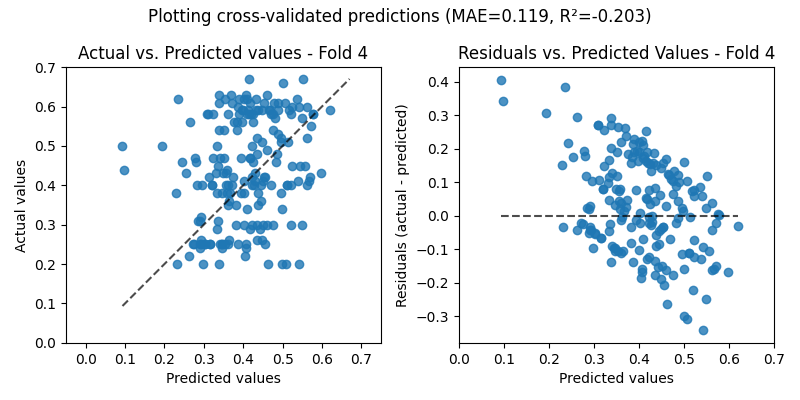 Plotting cross-validated predictions (MAE=0.119, R²=-0.203)
Actual vs. Predicted values - Fold 4
0.7
0.6
0.5
0.4
0.3
0.2
0.1
0.0
Actual values
0.0 0.1 0.2 0.3 0.4 0.5 0.6 0.7
Predicted values
Residuals vs. Predicted Values - Fold 4
0.4
0.3
0.2
0.1
0.0
−0.1
−0.2
−0.3
Residuals (actual - predicted)
0.0 0.1 0.2 0.3 0.4 0.5 0.6 0.7
Predicted values